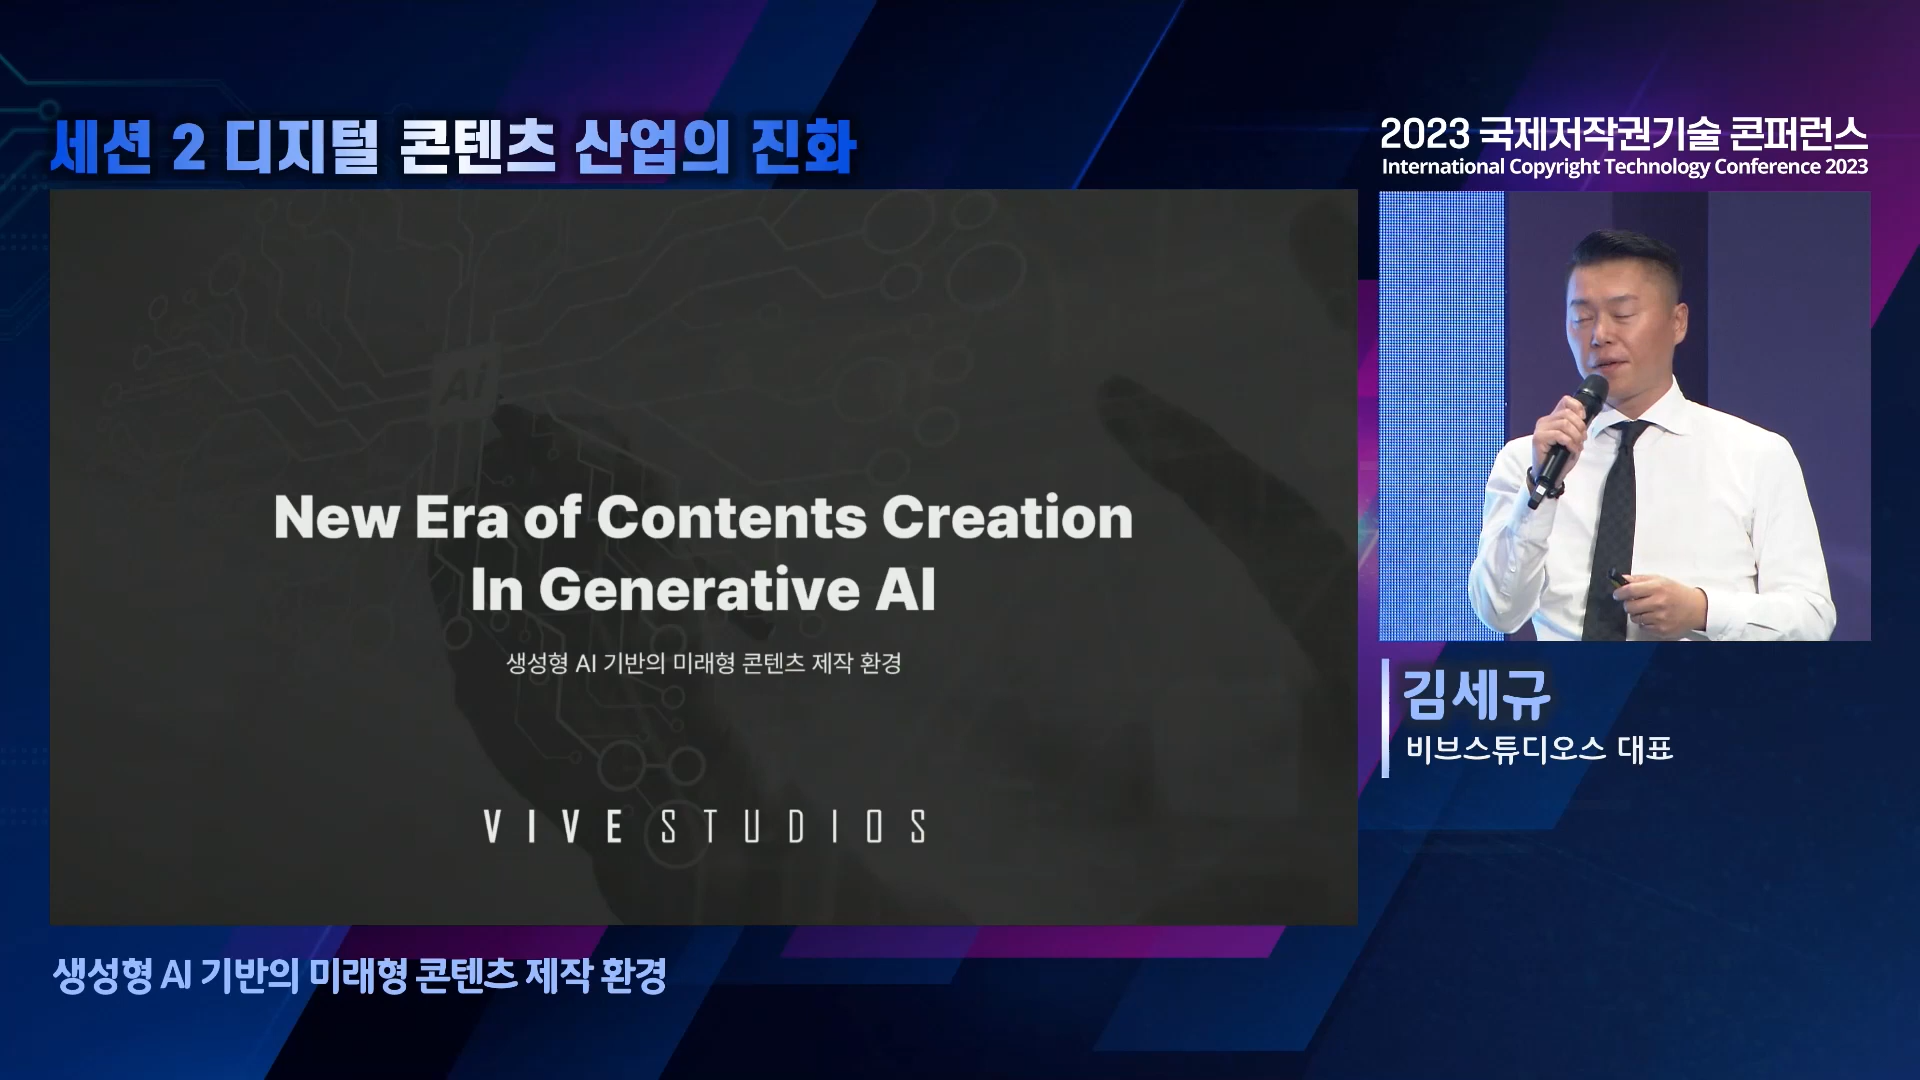 세션 2 디지털 콘텐츠 산업의 진화
2023 국제저작권기술 콘퍼런스
International Copyright Technology Conference 2023
Ai
New Era of Contents Creation
In Generative AI
생성형 AI 기반의 미래형 콘텐츠 제작 환경
VIVE STUDIOS
김세규
비브스튜디오스 대표
생성형 AI 기반의 미래형 콘텐츠 제작 환경